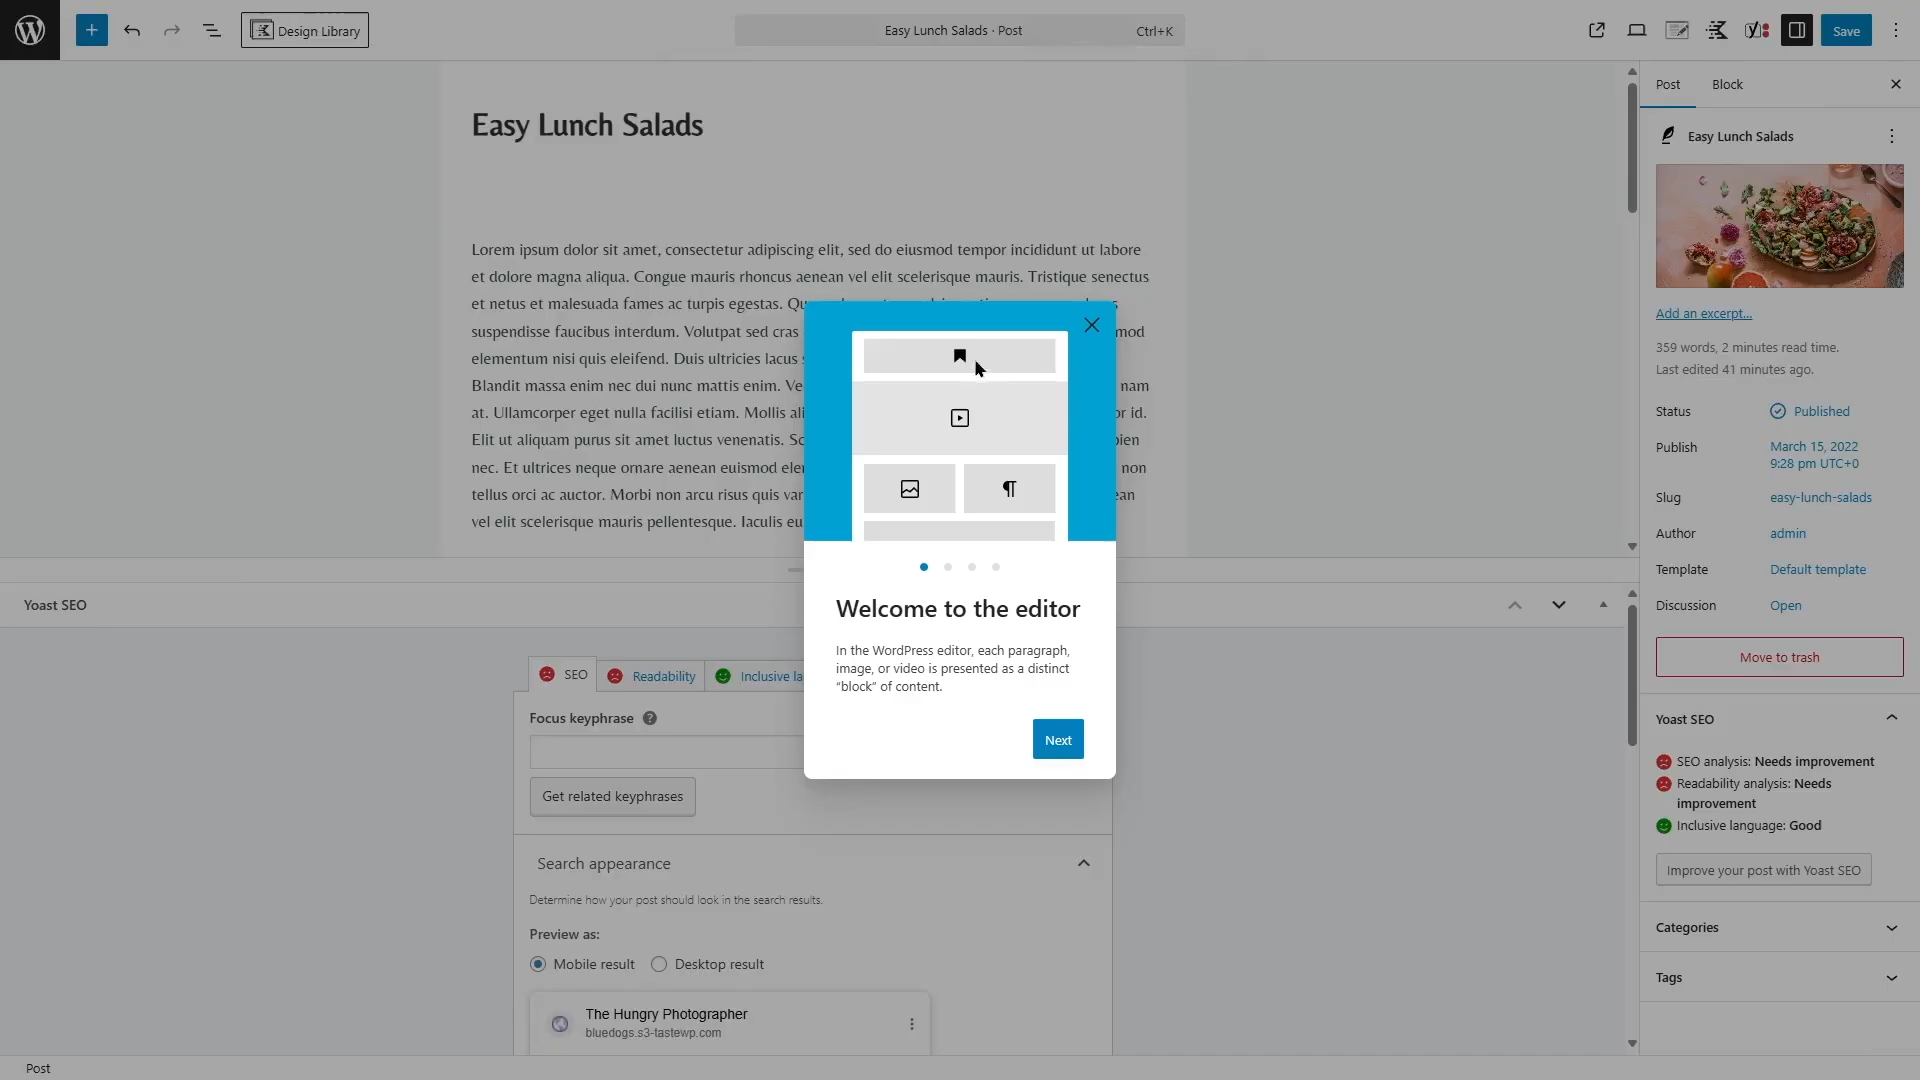 Design Library
Easy Lunch Salads · Post
Ctrl+K
Save
Easy Lunch Salads
Lorem ipsum dolor sit amet, consectetur adipiscing elit, sed do eiusmod tempor incididunt ut labore
et dolore magna aliqua. Congue mauris rhoncus aenean vel elit scelerisque mauris. Tristique senectus
et netus et malesuada fames ac turpis egestas.
suspendisse faucibus interdum. Volutpat sed cras
elementum nisi quis eleifend. Duis ultricies lacus
Blandit massa enim nec dui nunc mattis enim. nam
at. Ullamcorper eget nulla facilisi etiam. Mollis id.
Elit ut aliquam purus sit amet luctus venenatis.
nec. Et ultrices neque ornare aenean euismod non
tellus orci ac auctor. Morbi non arcu risus quis
vel elit scelerisque mauris pellentesque. Iaculis
Welcome to the editor
In the WordPress editor, each paragraph,
image, or video is presented as a distinct
“block” of content.
Next
Yoast SEO
SEO
Readability
Inclusive
Focus keyphrase
Get related keyphrases
Search appearance
Determine how your post should look in the search results.
Preview as:
Mobile result
Desktop result
The Hungry Photographer
bluedogs.s3-tastewp.com
Post
Post
Block
Easy Lunch Salads
Add an excerpt...
359 words, 2 minutes read time.
Last edited 41 minutes ago.
Status
Published
Publish
March 15, 2022
9:28 pm UTC+0
Slug
easy-lunch-salads
Author
admin
Template
Default template
Discussion
Open
Move to trash
Yoast SEO
SEO analysis: Needs improvement
Readability analysis: Needs
improvement
Inclusive language: Good
Improve your post with Yoast SEO
Categories
Tags